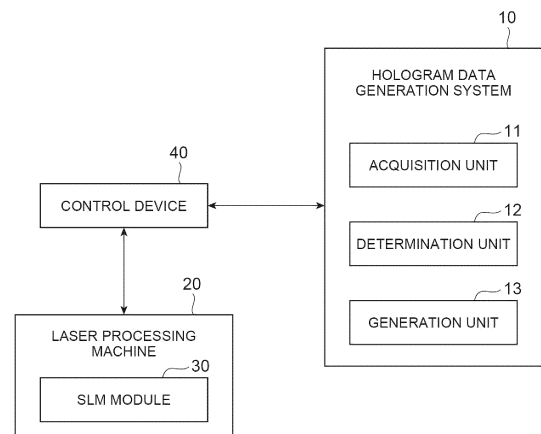 10
HOLOGRAM DATA
GENERATION SYSTEM
11
ACQUISITION UNIT
40
CONTROL DEVICE
12
DETERMINATION UNIT
13
GENERATION UNIT
20
LASER PROCESSING
MACHINE
30
SLM MODULE